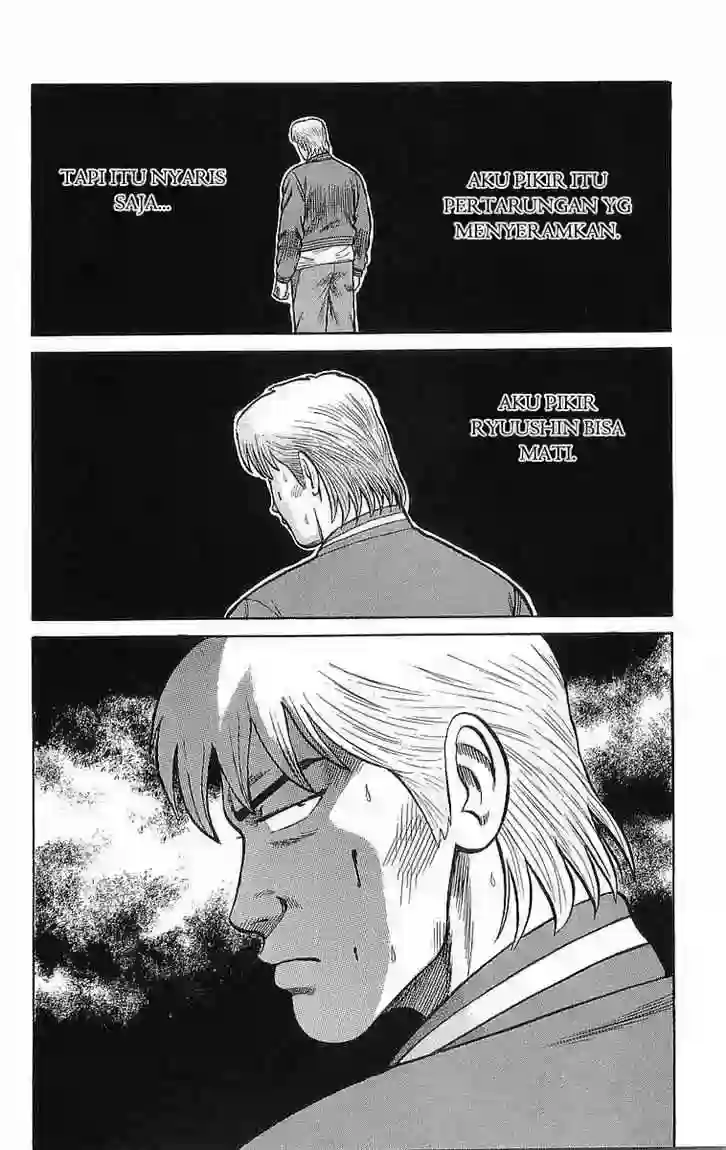 AKU PIKIR ITU
PERTARUNGAN YG
MENYERAMKAN.
TAPI ITU NYARIS
SAJA...
AKU PIKIR
RYUUSHIN BISA
MATI.